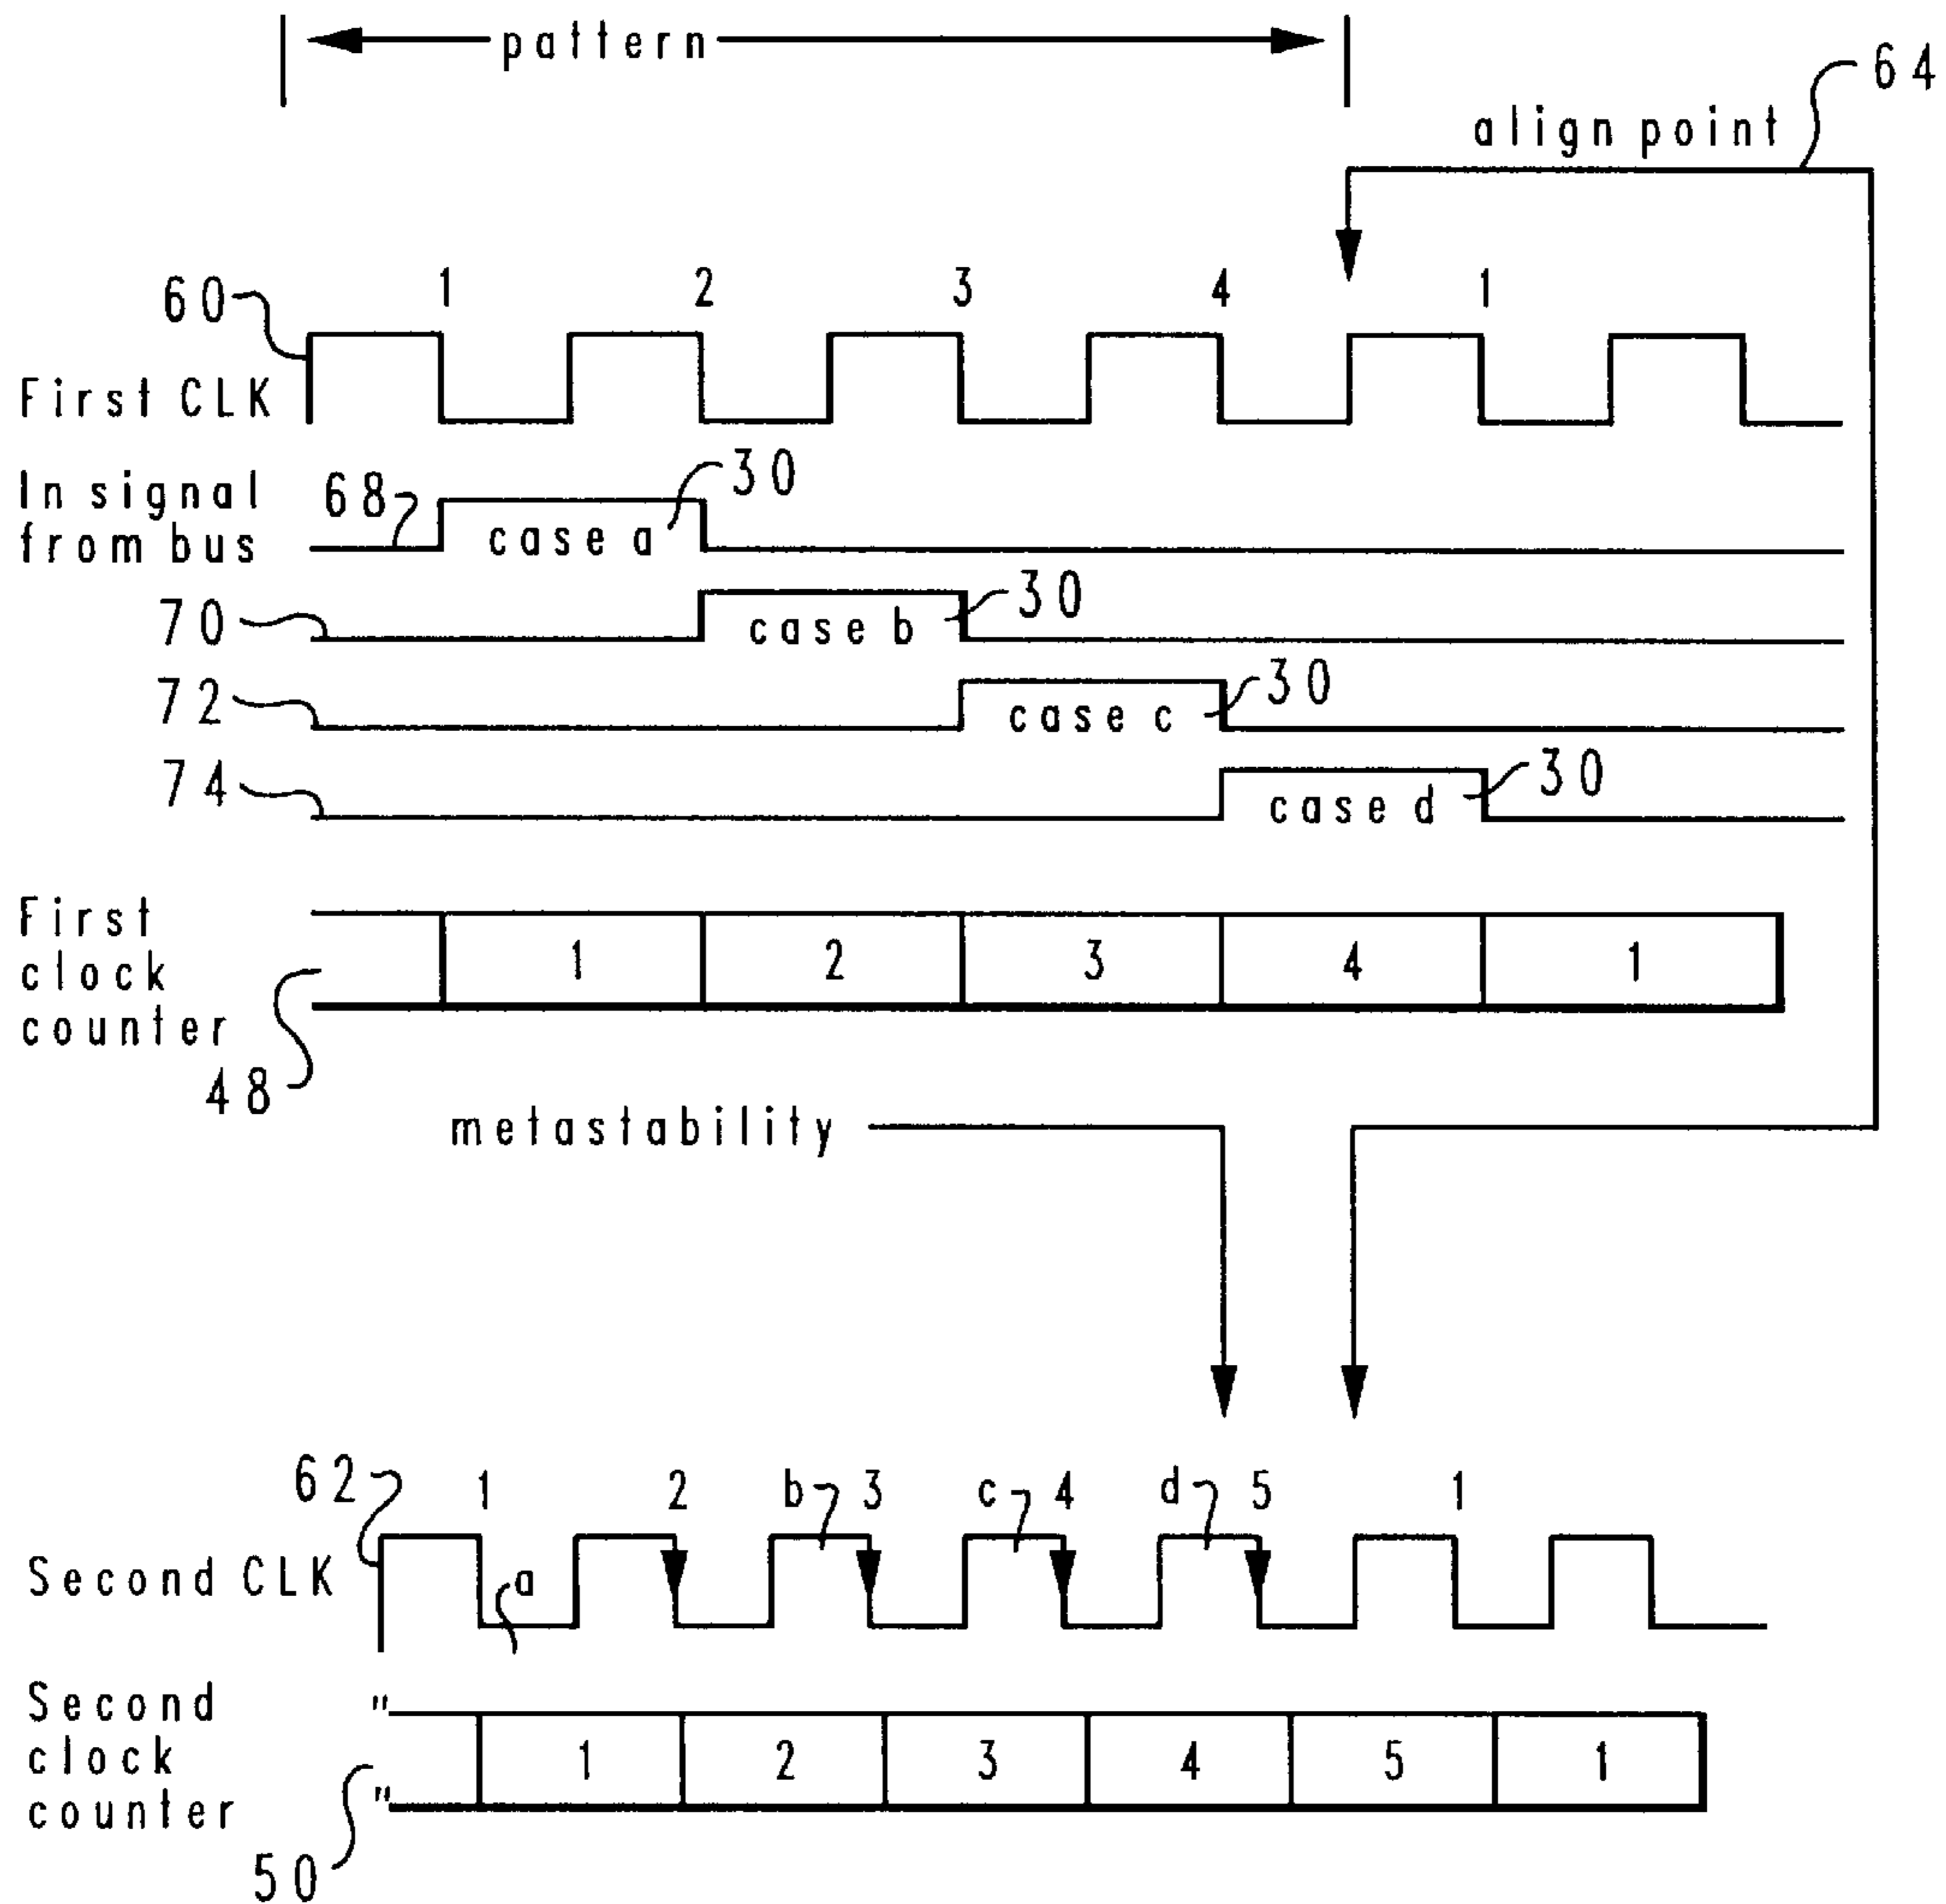 pattern
64
align point
60
1 2 3 4 1
First CLK
In signal
from bus
68
case a
30
70
case b
30
72
case c
30
74
case d
30
First
clock
counter
1 2 3 4 1
48
metastability
62
1 2 b 3 c 4 d 5 1
Second CLK
a
Second
clock
counter
" 
"
1 2 3 4 5 1
50